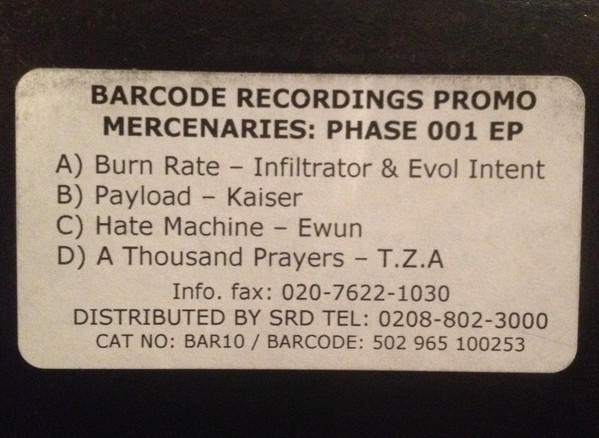 BARCODE RECORDINGS PROMO
MERCENARIES: PHASE 001 EP
A) Burn Rate – Infiltrator & Evol Intent
B) Payload – Kaiser
C) Hate Machine – Ewun
D) A Thousand Prayers – T.Z.A
Info. fax: 020-7622-1030
DISTRIBUTED BY SRD TEL: 0208-802-3000
CAT NO: BAR10 / BARCODE: 502 965 100253